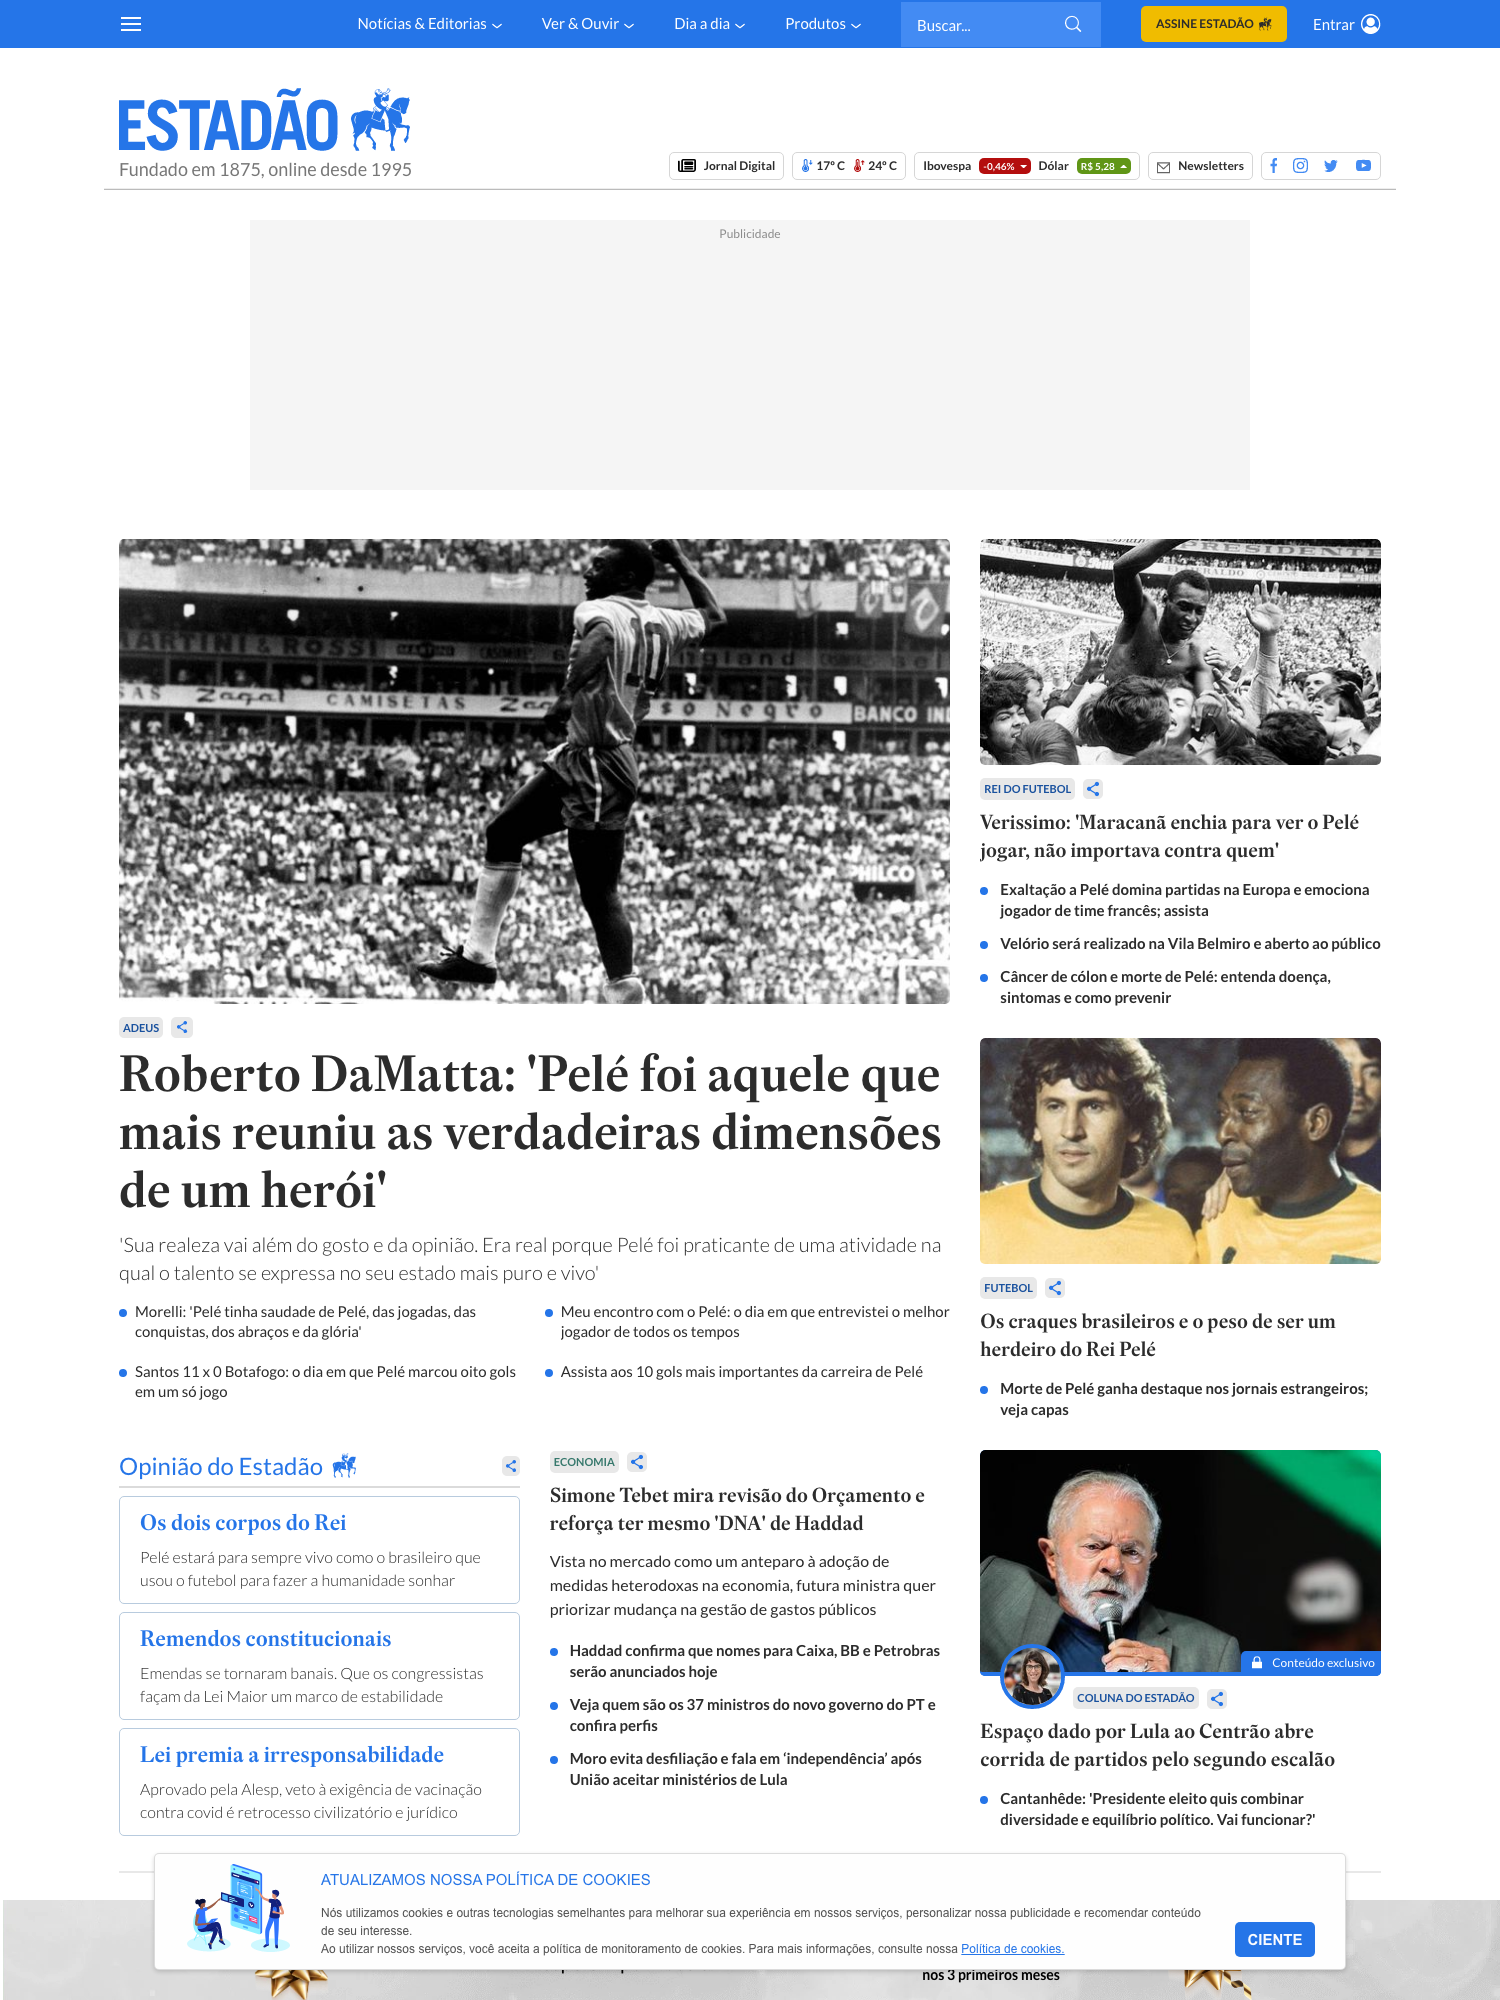 Notícias & Editorias
Ver & Ouvir
Dia a dia
Produtos
Buscar...
ASSINE ESTADÃO
Entrar
ESTADÃO
Fundado em 1875, online desde 1995
Jornal Digital
17º C
24º C
Ibovespa
-0,46%
Dólar
R$ 5,28
Newsletters
Publicidade
MARTINI & ROSSI
CAMISETAS
BANCO IN
PHILCO
ADEUS
Roberto DaMatta: 'Pelé foi aquele que
mais reuniu as verdadeiras dimensões
de um herói'
'Sua realeza vai além do gosto e da opinião. Era real porque Pelé foi praticante de uma atividade na
qual o talento se expressa no seu estado mais puro e vivo'
Morelli: 'Pelé tinha saudade de Pelé, das jogadas, das
conquistas, dos abraços e da glória'
Santos 11 x 0 Botafogo: o dia em que Pelé marcou oito gols
em um só jogo
Meu encontro com o Pelé: o dia em que entrevistei o melhor
jogador de todos os tempos
Assista aos 10 gols mais importantes da carreira de Pelé
REI DO FUTEBOL
Verissimo: 'Maracanã enchia para ver o Pelé
jogar, não importava contra quem'
Exaltação a Pelé domina partidas na Europa e emociona
jogador de time francês; assista
Velório será realizado na Vila Belmiro e aberto ao público
Câncer de cólon e morte de Pelé: entenda doença,
sintomas e como prevenir
FUTEBOL
Os craques brasileiros e o peso de ser um
herdeiro do Rei Pelé
Morte de Pelé ganha destaque nos jornais estrangeiros;
veja capas
Opinião do Estadão
Os dois corpos do Rei
Pelé estará para sempre vivo como o brasileiro que
usou o futebol para fazer a humanidade sonhar
Remendos constitucionais
Emendas se tornaram banais. Que os congressistas
façam da Lei Maior um marco de estabilidade
Lei premia a irresponsabilidade
Aprovado pela Alesp, veto à exigência de vacinação
contra covid é retrocesso civilizatório e jurídico
ECONOMIA
Simone Tebet mira revisão do Orçamento e
reforça ter mesmo 'DNA' de Haddad
Vista no mercado como um anteparo à adoção de
medidas heterodoxas na economia, futura ministra quer
priorizar mudança na gestão de gastos públicos
Haddad confirma que nomes para Caixa, BB e Petrobras
serão anunciados hoje
Veja quem são os 37 ministros do novo governo do PT e
confira perfis
Moro evita desfiliação e fala em ‘independência’ após
União aceitar ministérios de Lula
Conteúdo exclusivo
COLUNA DO ESTADÃO
Espaço dado por Lula ao Centrão abre
corrida de partidos pelo segundo escalão
Cantanhêde: 'Presidente eleito quis combinar
diversidade e equilíbrio político. Vai funcionar?'
ATUALIZAMOS NOSSA POLÍTICA DE COOKIES
Nós utilizamos cookies e outras tecnologias semelhantes para melhorar sua experiência em nossos serviços, personalizar nossa publicidade e recomendar conteúdo
de seu interesse.
Ao utilizar nossos serviços, você aceita a política de monitoramento de cookies. Para mais informações, consulte nossa Política de cookies.
CIENTE
nos 3 primeiros meses